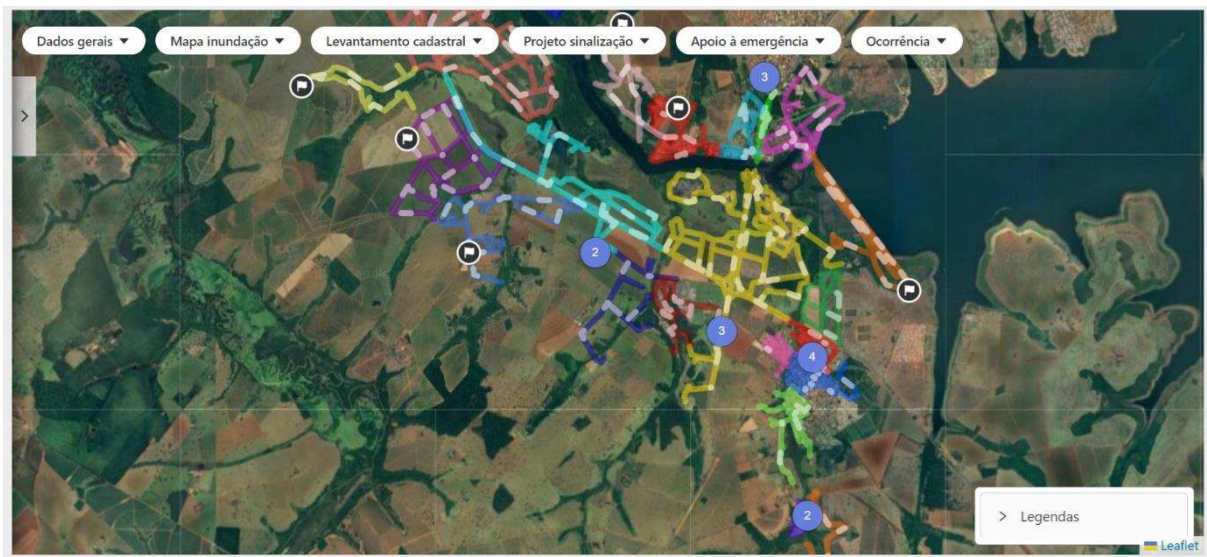 Dados gerais ▼
Mapa inundação ▼
Levantamento cadastral ▼
Projeto sinalização ▼
Apoio à emergência ▼
Ocorrência ▼
3
2
3
4
2
Legendas
Leaflet